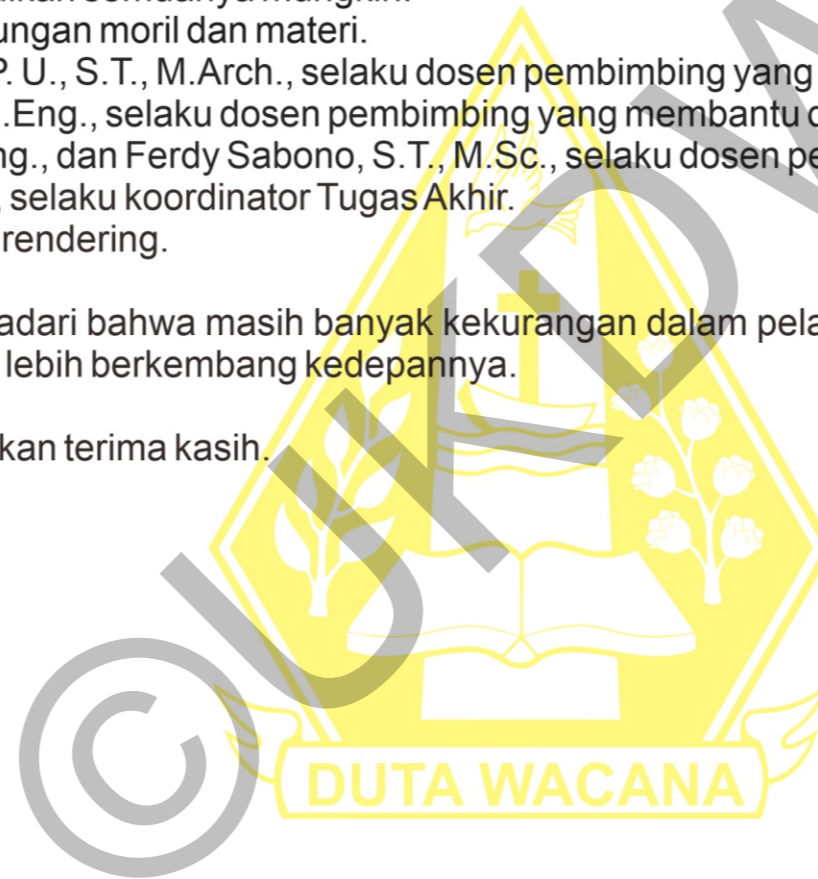 ungan moril dan materi.
P. U., S.T., M.Arch., selaku dosen pembimbing yang
.Eng., selaku dosen pembimbing yang membantu
ng., dan Ferdy Sabono, S.T., M.Sc., selaku dosen
, selaku koordinator Tugas Akhir.
rendering.
adari bahwa masih banyak kekurangan dalam
lebih berkembang kedepannya.
kan terima kasih.
©UKDW
DUTA WACANA